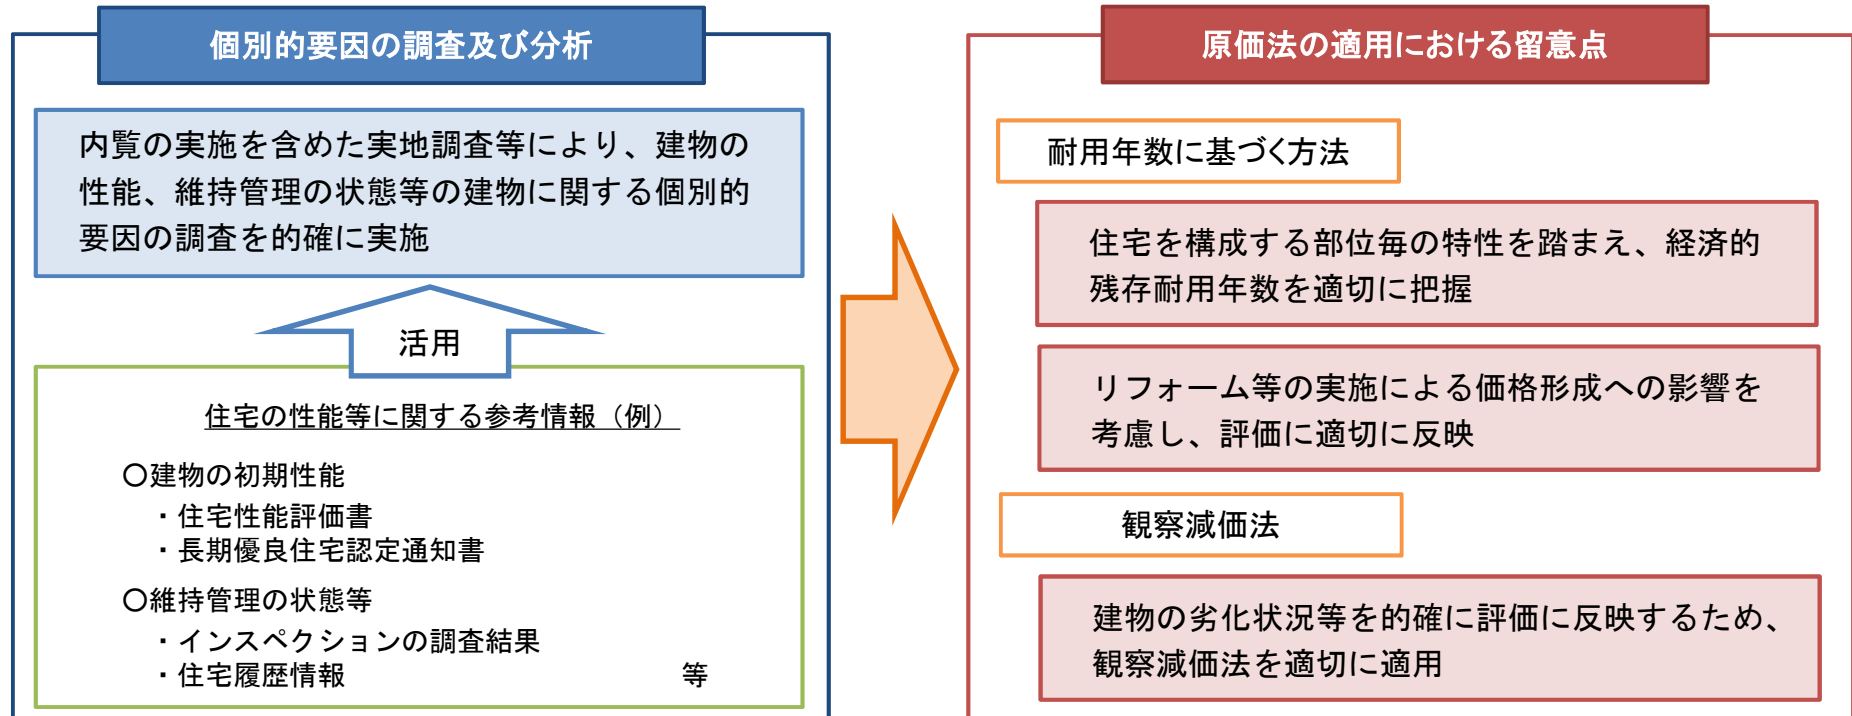 個別的要因の調査及び分析
内覧の実施を含めた実地調査等により、建物の
性能、維持管理の状態等の建物に関する個別的
要因の調査を的確に実施
活用
住宅の性能等に関する参考情報（例）
〇建物の初期性能
・住宅性能評価書
・長期優良住宅認定通知書
〇維持管理の状態等
・インスペクションの調査結果
・住宅履歴情報 等
原価法の適用における留意点
耐用年数に基づく方法
住宅を構成する部位毎の特性を踏まえ、経済的
残存耐用年数を適切に把握
リフォーム等の実施による価格形成への影響を
考慮し、評価に適切に反映
観察減価法
建物の劣化状況等を的確に評価に反映するため、
観察減価法を適切に適用